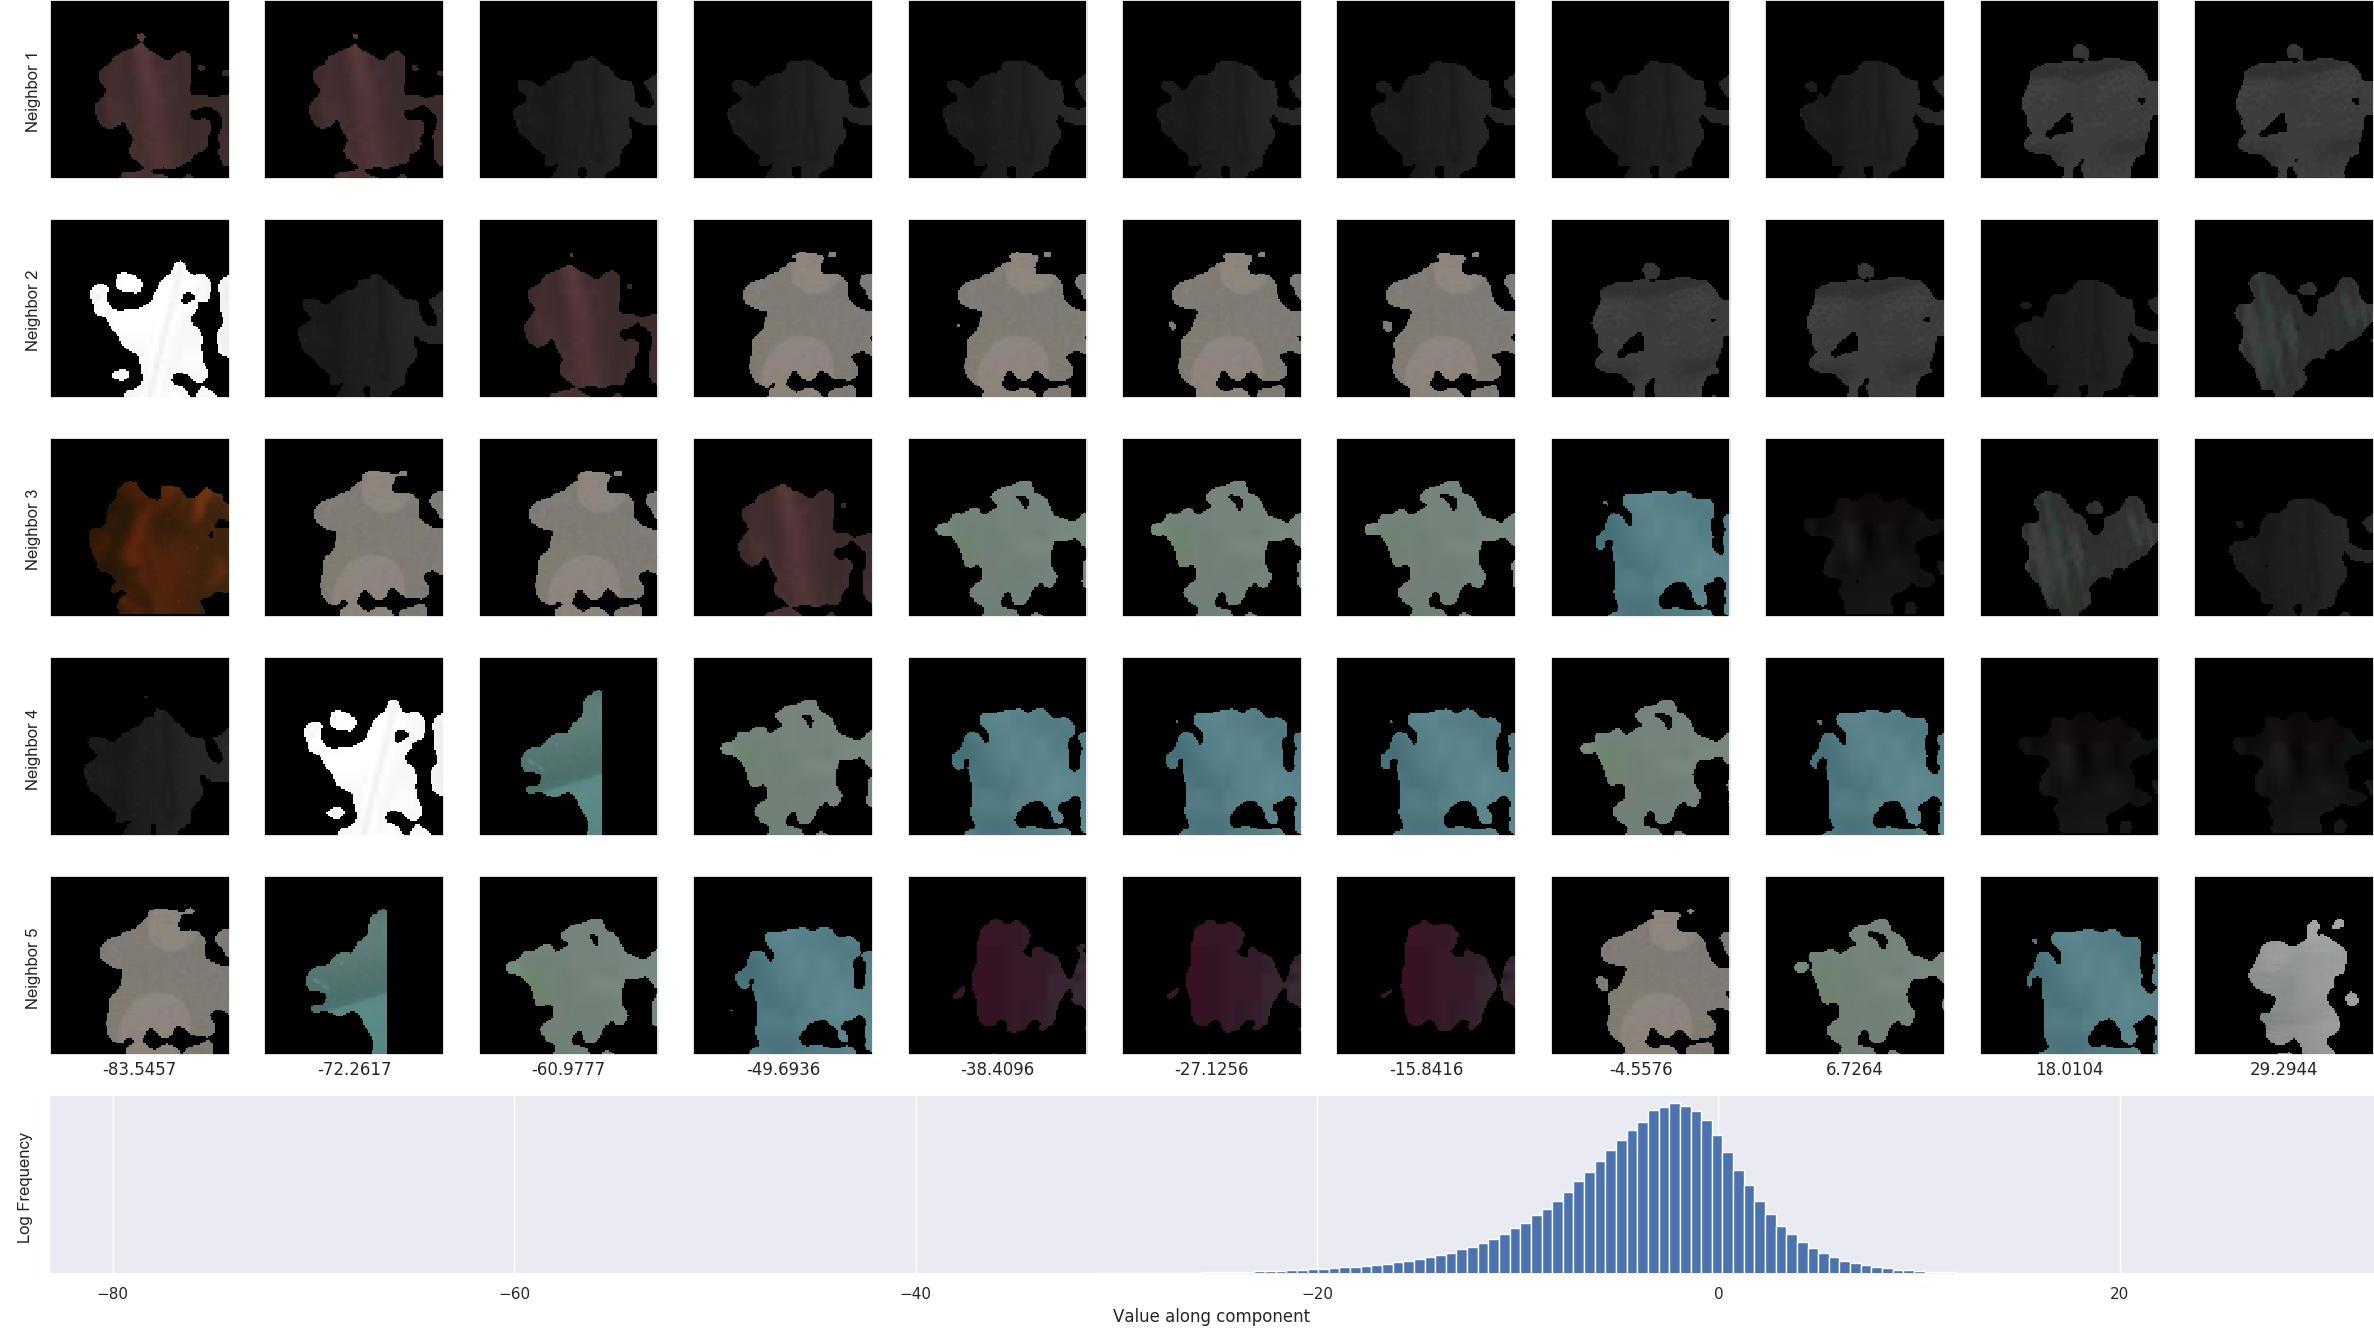 Neighbor 1
Neighbor 2
Neighbor 3
Neighbor 4
Neighbor 5
-83.5457 -72.2617 -60.9777 -49.6936 -38.4096 -27.1256 -15.8416 -4.5576 6.7264 18.0104 29.2944
Log Frequency
−80 −60 −40 −20 0 20
Value along component